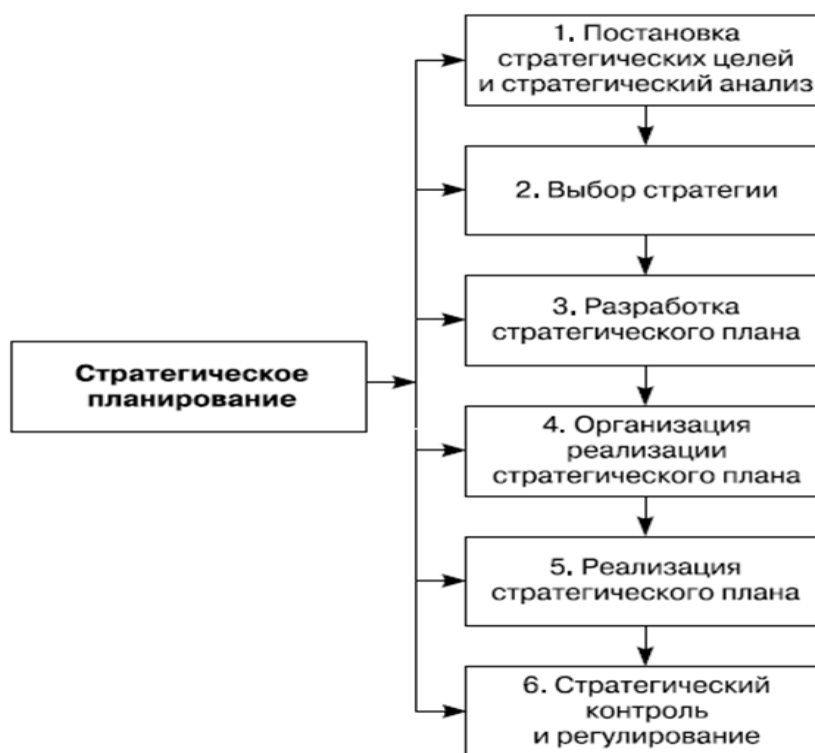 1. Постановка
стратегических целей
и стратегический анализ
2. Выбор стратегии
3. Разработка
стратегического плана
Стратегическое
планирование
4. Организация
реализации
стратегического плана
5. Реализация
стратегического плана
6. Стратегический
контроль
и регулирование